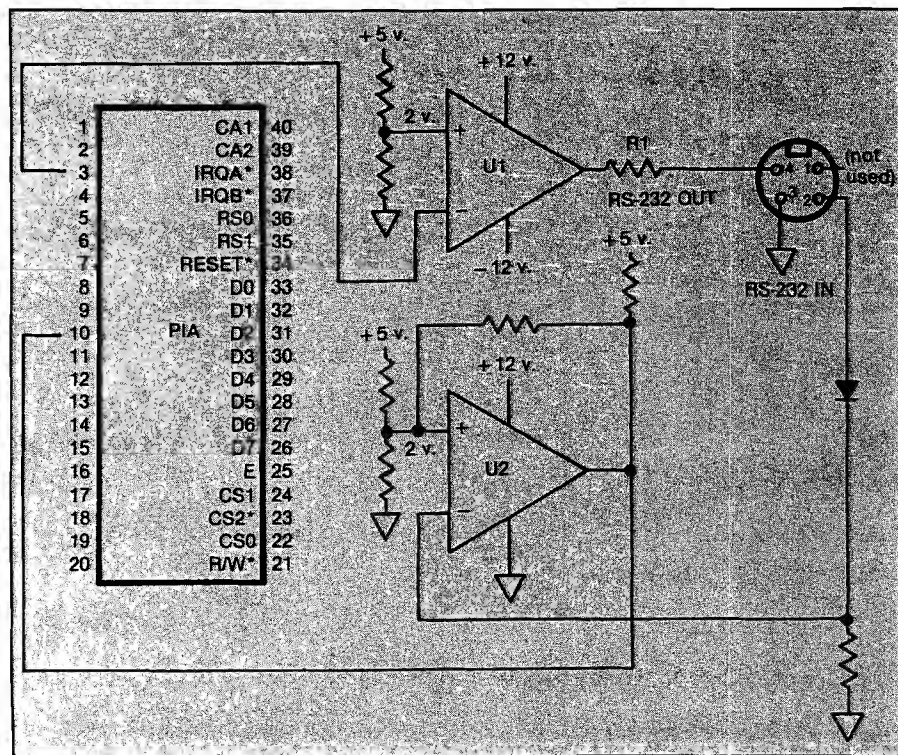 +5 v.
+12 v.
2 v.
+
U1
−
−12 v.
R1
RS-232 OUT
4
1
3
2
(not
used)
RS-232 IN
+5 v.
+5 v.
+12 v.
2 v.
+
U2
−
PIA
1 CA1 40
2 CA2 39
3 IRQA* 38
4 IRQB* 37
5 RS0 36
6 RS1 35
7 RESET* 34
8 D0 33
9 D1 32
10 D2 31
11 D3 30
12 D4 29
13 D5 28
14 D6 27
15 D7 26
16 E 25
17 CS1 24
18 CS2* 23
19 CS0 22
20 R/W* 21